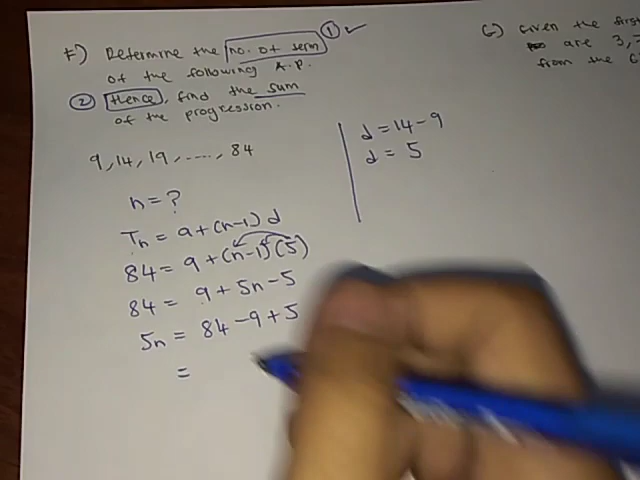 F) Determine the no. of term ① ✓
of the following A.P.
② Hence, find the sum
of the progression.
9, 14, 19, ....., 84
n = ?
Tn = a + (n-1) d
84 = 9 + (n-1) (5)
84 = 9 + 5n - 5
5n = 84 - 9 + 5
=
d = 14 - 9
d = 5
G) Given the first
are 3,
from the